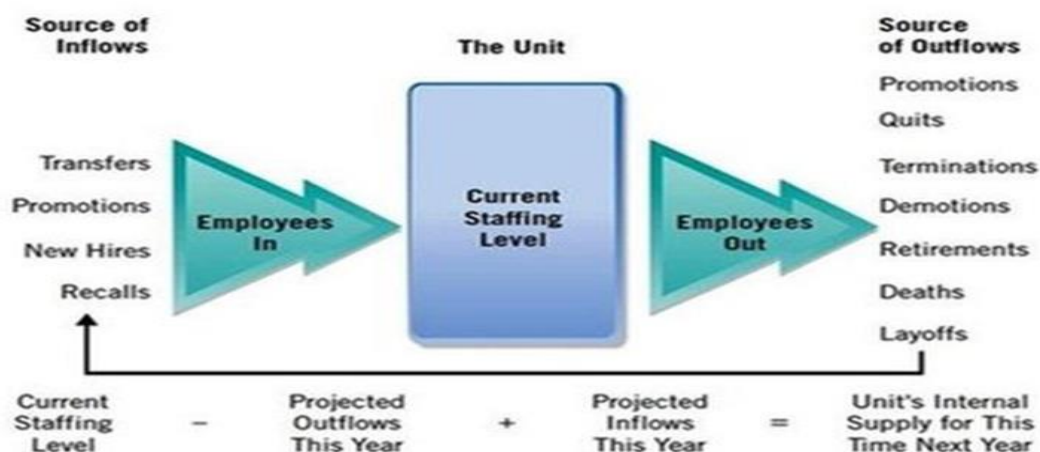 Source of
Inflows
The Unit
Source
of Outflows
Transfers
Promotions
New Hires
Recalls
Employees
In
Current
Staffing
Level
Employees
Out
Promotions
Quits
Terminations
Demotions
Retirements
Deaths
Layoffs
Current
Staffing
Level
–
Projected
Outflows
This Year
+
Projected
Inflows
This Year
=
Unit's Internal
Supply for This
Time Next Year